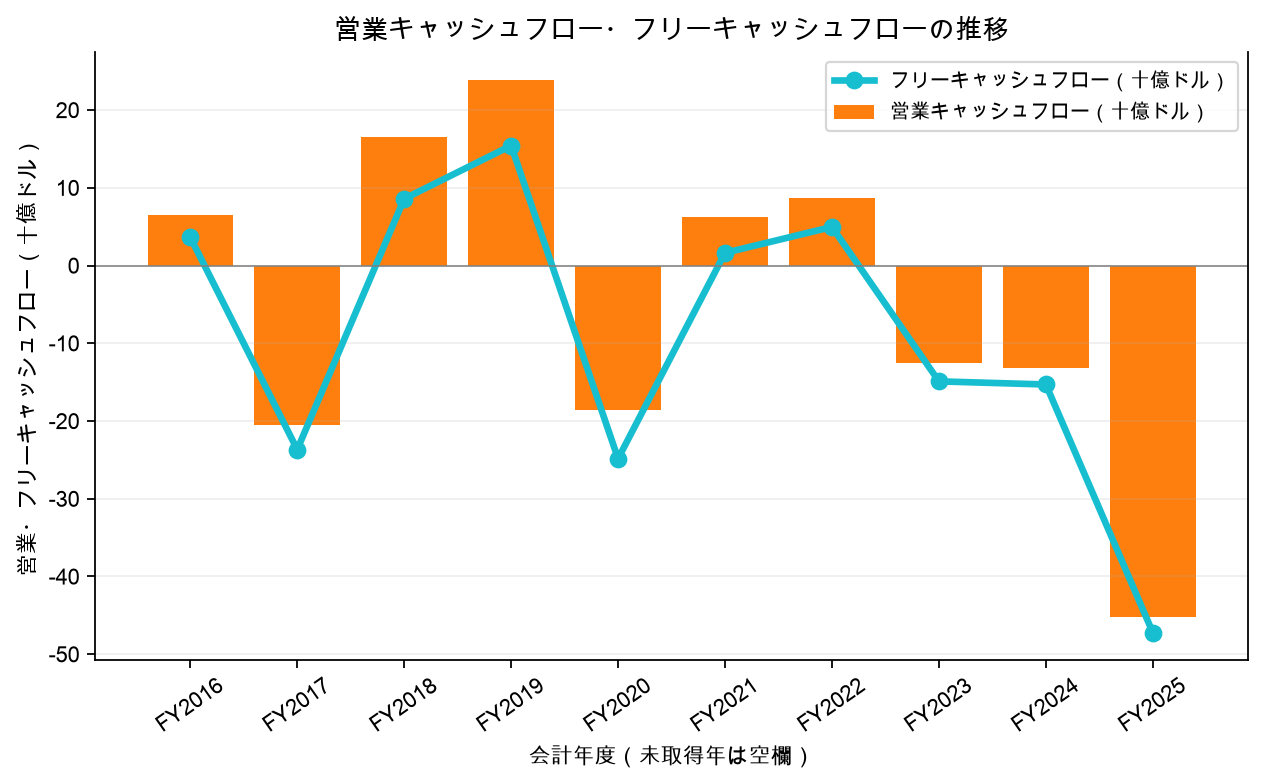 営業キャッシュフロー・フリーキャッシュフローの推移
フリーキャッシュフロー(十億ドル)
営業キャッシュフロー(十億ドル)
営業・フリーキャッシュフロー(十億ドル)
20
10
0
-10
-20
-30
-40
-50
FY2016
FY2017
FY2018
FY2019
FY2020
FY2021
FY2022
FY2023
FY2024
FY2025
会計年度(未取得年は空欄)